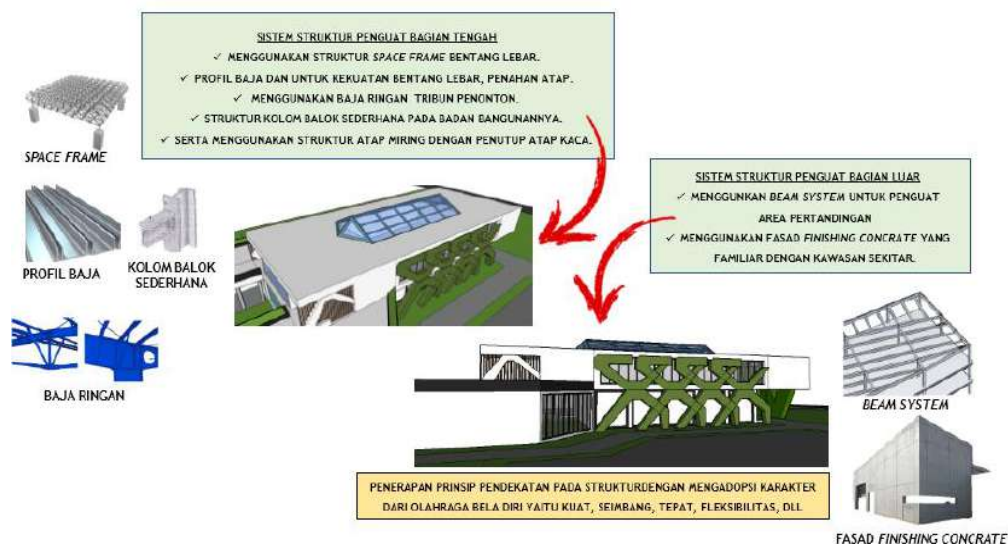 SISTEM STRUKTUR PENGUAT BAGIAN TENGAH
✓ MENGGUNAKAN STRUKTUR SPACE FRAME BENTANG LEBAR.
✓ PROFIL BAJA DAN UNTUK KEKUATAN BENTANG LEBAR, PENAHAN ATAP.
✓ MENGGUNAKAN BAJA RINGAN TRIBUN PENONTON.
✓ STRUKTUR KOLOM BALOK SEDERHANA PADA BADAN BANGUNANNYA.
✓ SERTA MENGGUNAKAN STRUKTUR ATAP MIRING DENGAN PENUTUP ATAP KACA.
SPACE FRAME
PROFIL BAJA
KOLOM BALOK
SEDERHANA
BAJA RINGAN
SISTEM STRUKTUR PENGUAT BAGIAN LUAR
✓ MENGGUNKAN BEAM SYSTEM UNTUK PENGUAT
AREA PERTANDINGAN
✓ MENGGUNAKAN FASAD FINISHING CONCRETE YANG
FAMILIAR DENGAN KAWASAN SEKITAR.
BEAM SYSTEM
PENERAPAN PRINSIP PENDEKATAN PADA STRUKTURDENGAN MENGADOPSI KARAKTER
DARI OLAHRAGA BELA DIRI YAITU KUAT, SEIMBANG, TEPAT, FLEKSIBILITAS, DLL
FASAD FINISHING CONCRETE